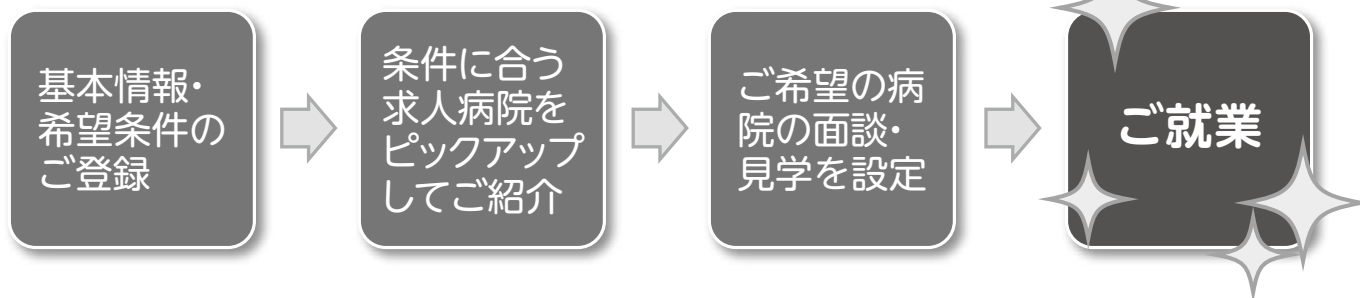 基本情報・
希望条件の
ご登録
条件に合う
求人病院を
ピックアップ
してご紹介
ご希望の病
院の面談・
見学を設定
ご就業